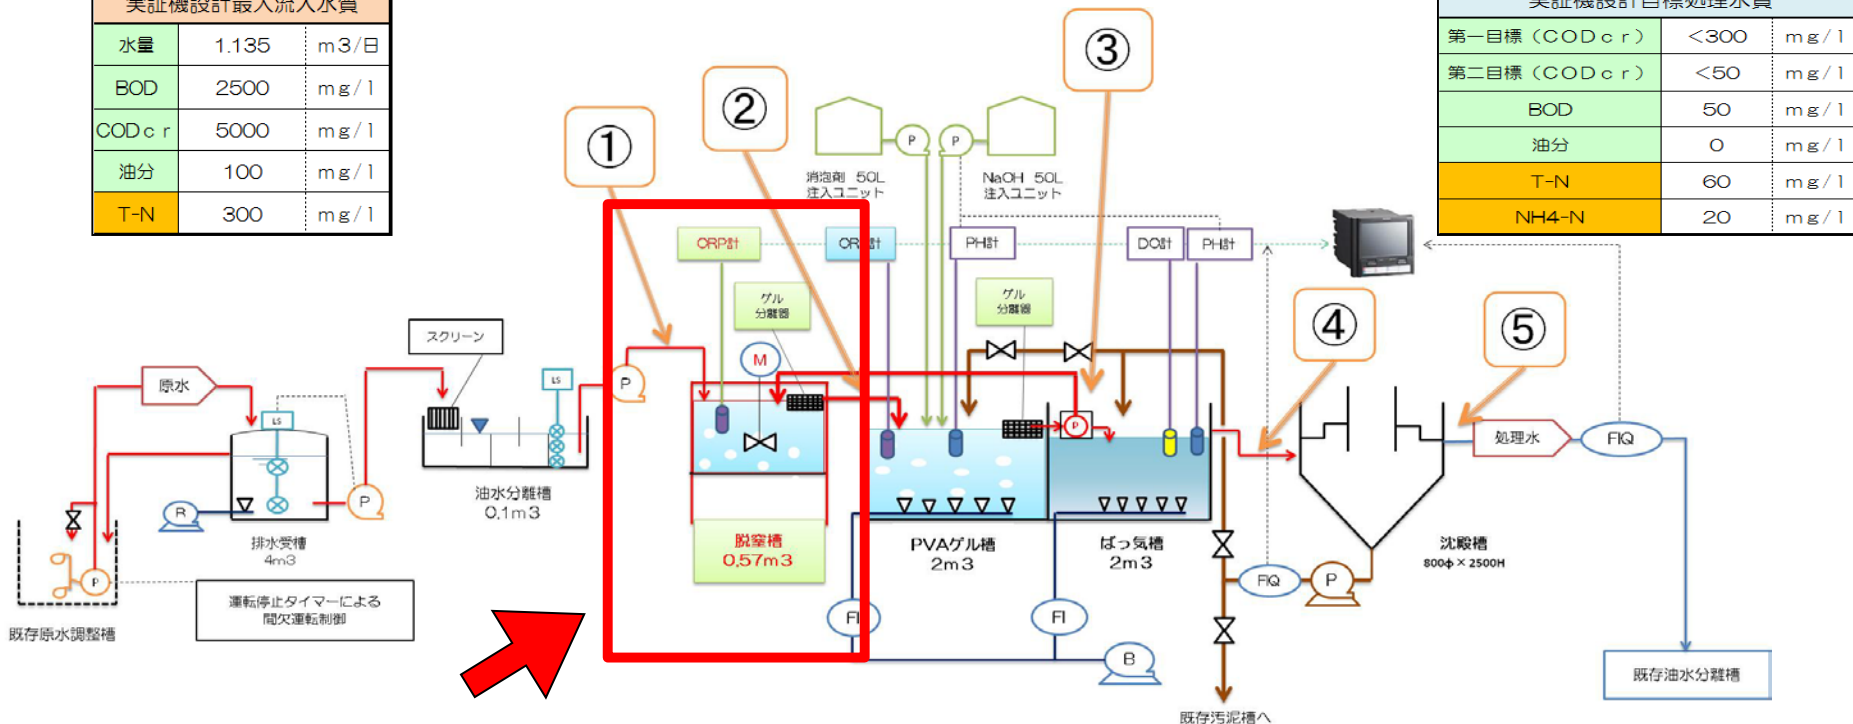 実証機設計最大流入水質
水量 1.135 m3/日
BOD 2500 mg/l
CODcr 5000 mg/l
油分 100 mg/l
T-N 300 mg/l
実証機設計目標処理水質
第一目標（CODcr） <300 mg/l
第二目標（CODcr） <50 mg/l
BOD 50 mg/l
油分 0 mg/l
T-N 60 mg/l
NH4-N 20 mg/l
①
②
③
④
⑤
P
P
消泡剤 50L
注入ユニット
NaOH 50L
注入ユニット
ORP計
PH計
DO計
PH計
ゲル
分離器
ゲル
分離器
スクリーン
M
P
LS
原水
LS
P
R
P
P
処理水
FIQ
油水分離槽
0.1m3
排水受槽
4m3
脱窒槽
0.57m3
PVAゲル槽
2m3
ばっ気槽
2m3
沈殿槽
800φ×2500H
運転停止タイマーによる
間欠運転制御
既存原水調整槽
FI
FI
B
FIQ
P
既存油水分離槽
既存汚泥槽へ